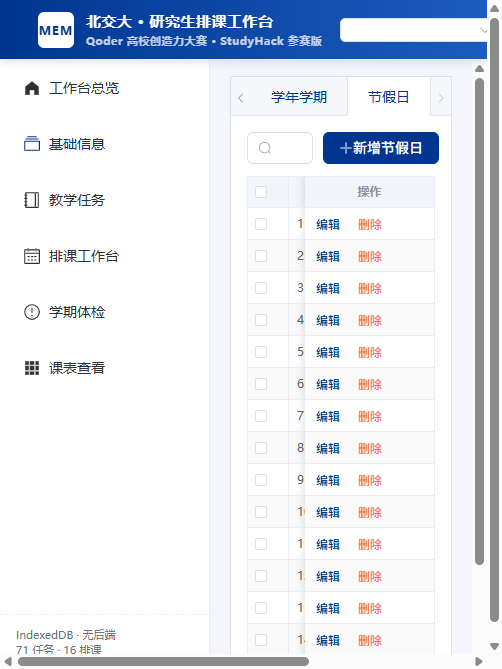 MEM
北交大·研究生排课工作台
Qoder 高校创造力大赛·StudyHack 参赛版
工作台总览
基础信息
教学任务
排课工作台
学期体检
课表查看
IndexedDB · 无后端
71 任务 · 16 排课
学年学期
节假日
+新增节假日
操作
1 编辑 删除
2 编辑 删除
3 编辑 删除
4 编辑 删除
5 编辑 删除
6 编辑 删除
7 编辑 删除
8 编辑 删除
9 编辑 删除
编辑 删除
编辑 删除
编辑 删除
编辑 删除
编辑 删除